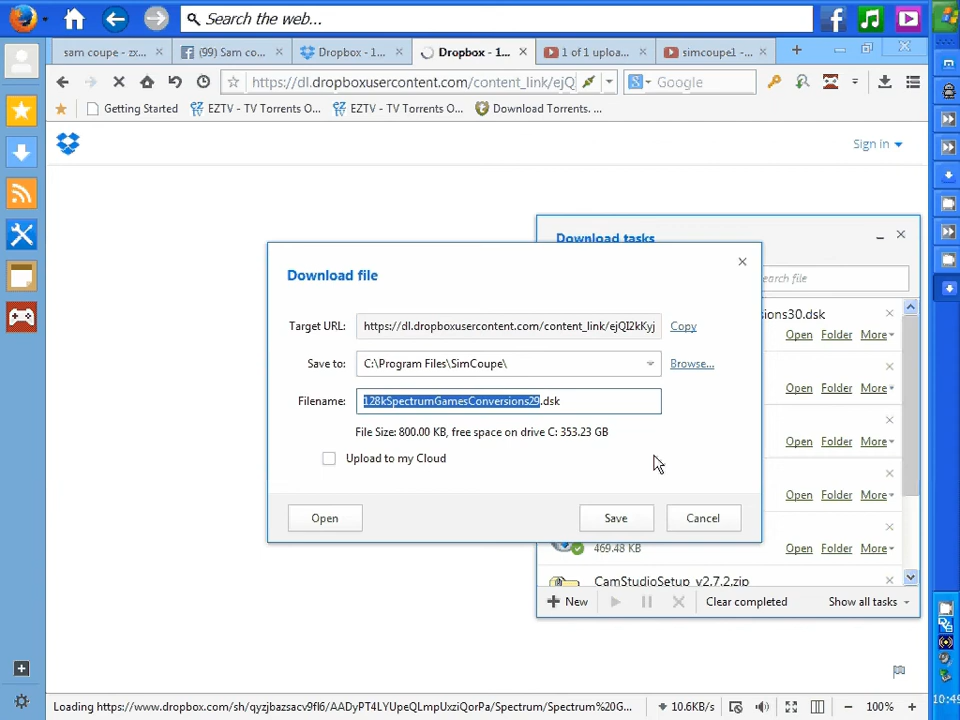 Search the web...
sam coupe - zx...
(99) Sam co...
Dropbox - 1...
Dropbox - 1...
1 of 1 uploa...
simcoupe1 - ...
https://dl.dropboxusercontent.com/content_link/ejQ
Google
Getting Started
EZTV - TV Torrents O...
EZTV - TV Torrents O...
Download Torrents. ...
Sign in
Download tasks
Download file
earch file
Target URL:
https://dl.dropboxusercontent.com/content_link/ejQI2kKyj
Copy
ions30.dsk
Open Folder More
Save to:
C:\Program Files\SimCoupe\
Browse...
Open Folder More
Filename:
128kSpectrumGamesConversions29.dsk
File Size: 800.00 KB, free space on drive C: 353.23 GB
Open Folder More
Upload to my Cloud
Open Folder More
Open
Save
Cancel
469.48 KB
Open Folder More
CamStudioSetup_v2.7.2.zip
New
Clear completed
Show all tasks
Loading https://www.dropbox.com/sh/qyzjbazsacv9fl6/AADyPT4LYUpeQLmpUxziQorPa/Spectrum/Spectrum%20G...
10.6KB/s
100%
10:49